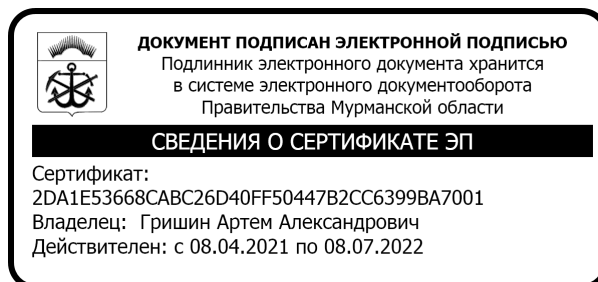 ДОКУМЕНТ ПОДПИСАН ЭЛЕКТРОННОЙ ПОДПИСЬЮ
Подлинник электронного документа хранится
в системе электронного документооборота
Правительства Мурманской области
СВЕДЕНИЯ О СЕРТИФИКАТЕ ЭП
Сертификат:
2DA1E53668CABC26D40FF50447B2CC6399BA7001
Владелец: Гришин Артем Александрович
Действителен: с 08.04.2021 по 08.07.2022